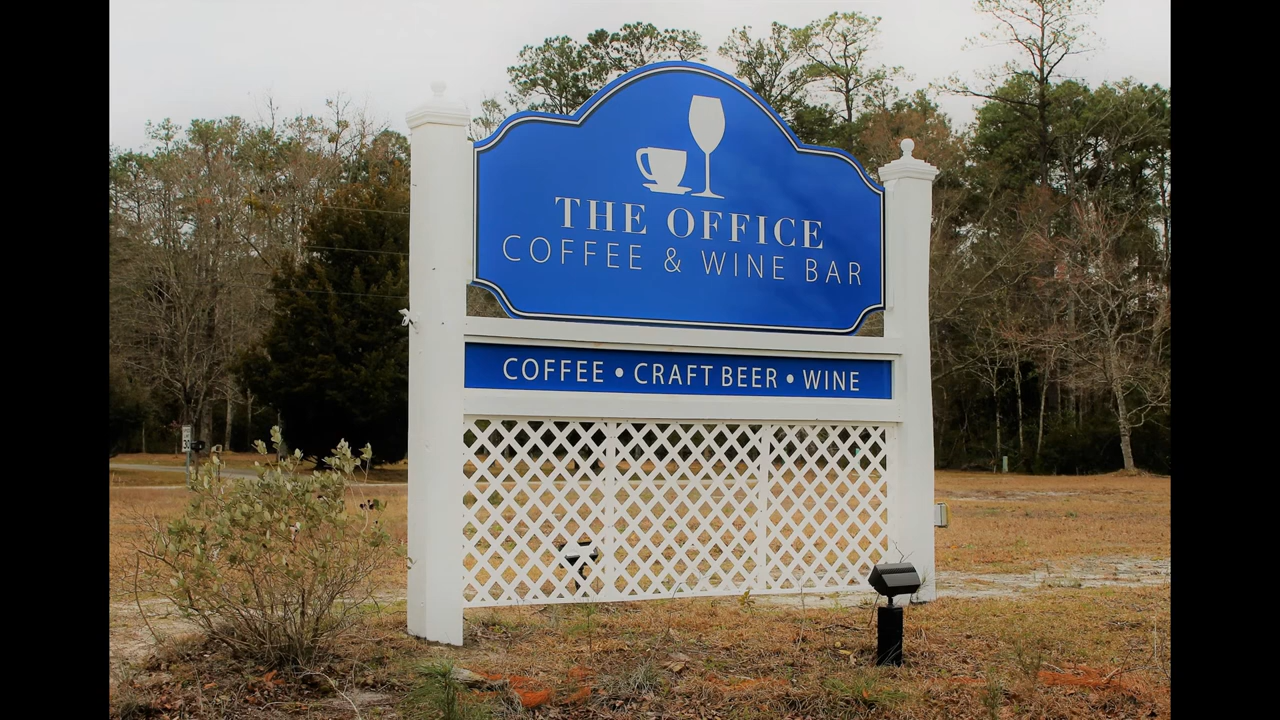 THE OFFICE
COFFEE & WINE BAR
COFFEE • CRAFT BEER • WINE